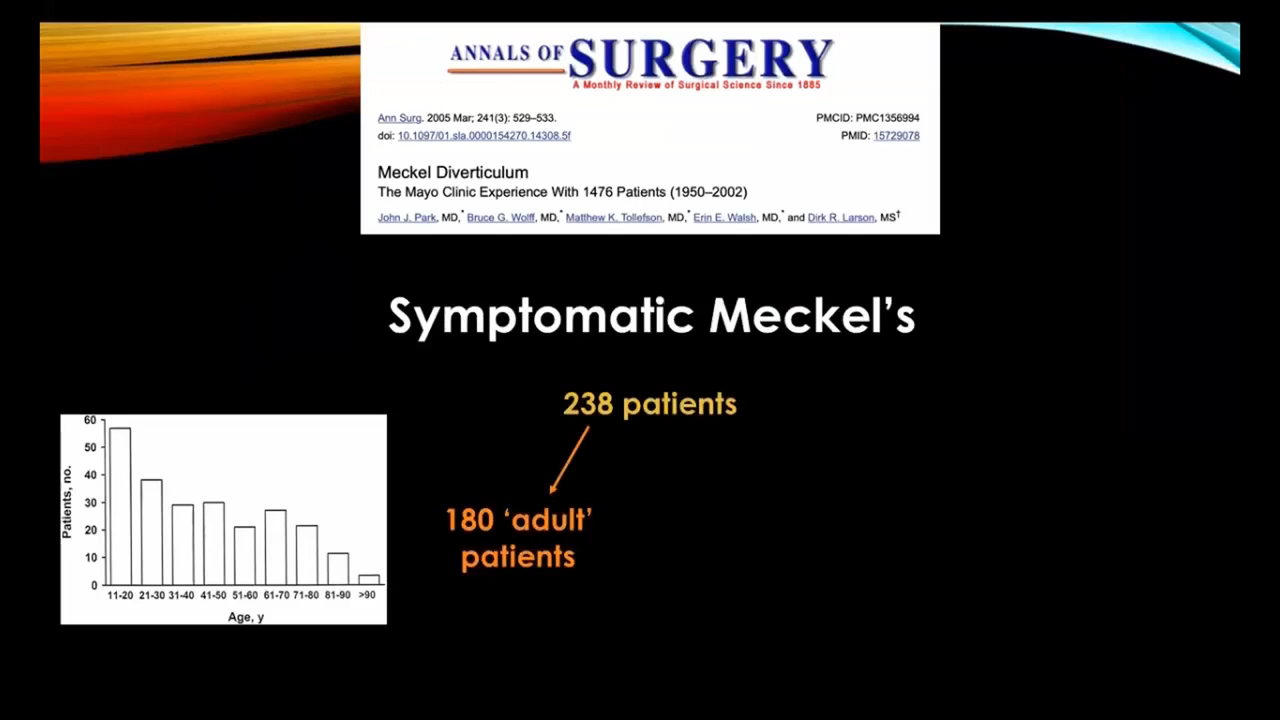 ANNALS OF SURGERY
A Monthly Review of Surgical Science Since 1885
Ann Surg. 2005 Mar; 241(3): 529–533.
PMCID: PMC1356994
doi: 10.1097/01.sla.0000154270.14308.5f
PMID: 15729078
Meckel Diverticulum
The Mayo Clinic Experience With 1476 Patients (1950–2002)
John J. Park, MD,* Bruce G. Wolff, MD,* Matthew K. Tollefson, MD,* Erin E. Walsh, MD,* and Dirk R. Larson, MS†
Symptomatic Meckel’s
238 patients
180 ‘adult’
patients
Patients, no.
60
50
40
30
20
10
0
11-20 21-30 31-40 41-50 51-60 61-70 71-80 81-90 >90
Age, y